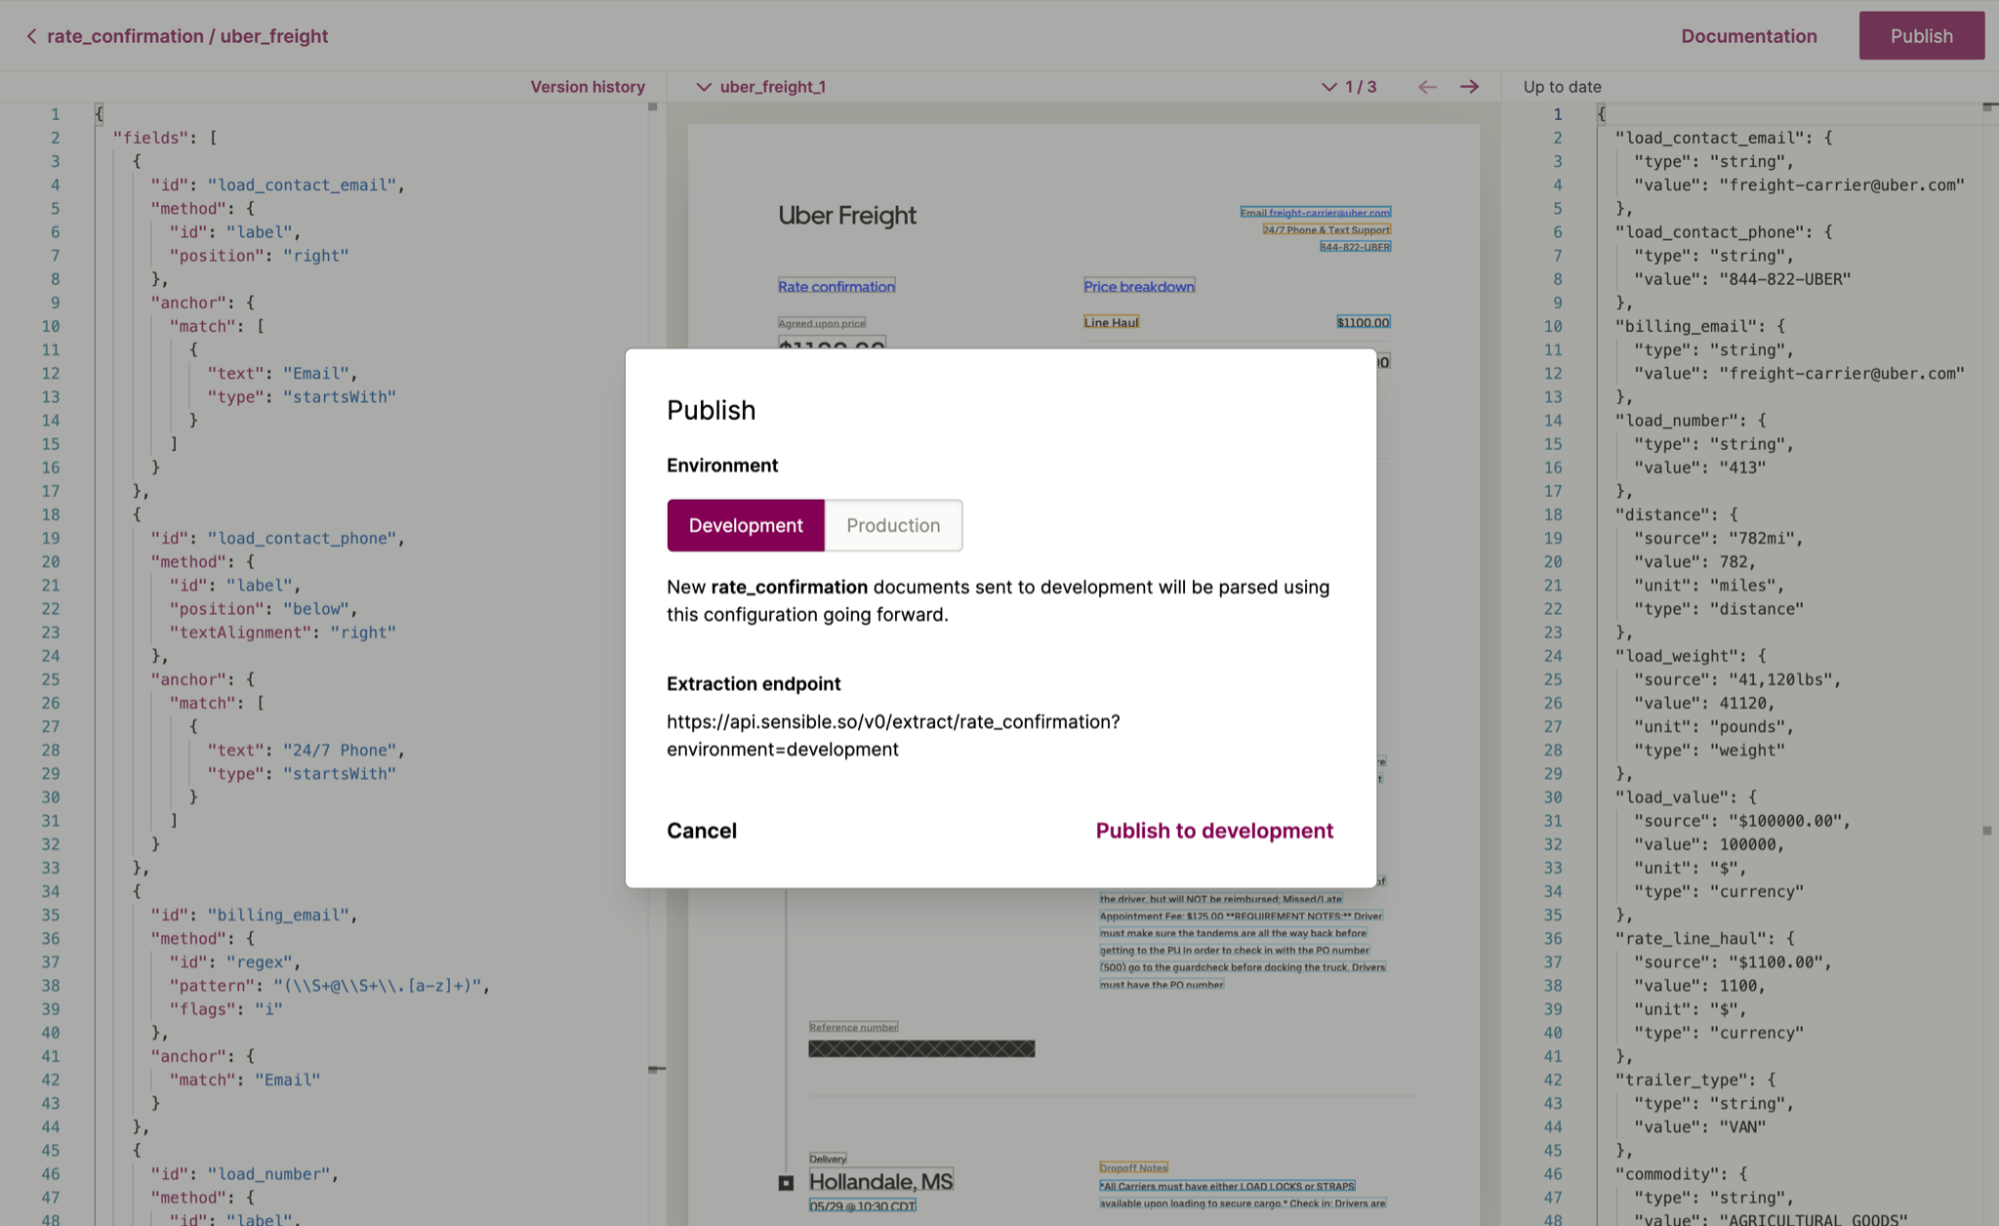 rate_confirmation / uber_freight
Documentation
Publish
Version history
uber_freight_1
1 / 3
Up to date
1 {
2 "fields": [
3 {
4 "id": "load_contact_email",
5 "method": {
6 "id": "label",
7 "position": "right"
8 },
9 "anchor": {
10 "match": [
11 {
12 "text": "Email",
13 "type": "startsWith"
14 }
15 ]
16 }
17 },
18 {
19 "id": "load_contact_phone",
20 "method": {
21 "id": "label",
22 "position": "below",
23 "textAlignment": "right"
24 },
25 "anchor": {
26 "match": [
27 {
28 "text": "24/7 Phone",
29 "type": "startsWith"
30 }
31 ]
32 }
33 },
34 {
35 "id": "billing_email",
36 "method": {
37 "id": "regex",
38 "pattern": "(\\S+@\\S+\\.[a-z]+)",
39 "flags": "i"
40 },
41 "anchor": {
42 "match": "Email"
43 }
44 },
45 {
46 "id": "load_number",
47 "method": {
48 "id": "label",
Uber Freight
Email freight-carrier@uber.com
24/7 Phone & Text Support
844-822-UBER
Rate confirmation
Price breakdown
Agreed upon price
$1100.00
Line Haul
$1100.00
Publish
Environment
Development
Production
New rate_confirmation documents sent to development will be parsed using
this configuration going forward.
Extraction endpoint
https://api.sensible.so/v0/extract/rate_confirmation?
environment=development
Cancel
Publish to development
the driver, but will NOT be reimbursed; Missed/Late
Appointment Fee: $125.00 **REQUIREMENT NOTES:** Driver
must make sure the tandems are all the way back before
getting to the PU In order to check in with the PO number
(500) go to the guardcheck before docking the truck. Drivers
must have the PO number
Reference number
Delivery
Hollandale, MS
05/29 @ 10:30 CDT
Dropoff Notes
*All Carriers must have either LOAD LOCKS or STRAPS
available upon loading to secure cargo.* Check in: Drivers are
1 {
2 "load_contact_email": {
3 "type": "string",
4 "value": "freight-carrier@uber.com"
5 },
6 "load_contact_phone": {
7 "type": "string",
8 "value": "844-822-UBER"
9 },
10 "billing_email": {
11 "type": "string",
12 "value": "freight-carrier@uber.com"
13 },
14 "load_number": {
15 "type": "string",
16 "value": "413"
17 },
18 "distance": {
19 "source": "782mi",
20 "value": 782,
21 "unit": "miles",
22 "type": "distance"
23 },
24 "load_weight": {
25 "source": "41,120lbs",
26 "value": 41120,
27 "unit": "pounds",
28 "type": "weight"
29 },
30 "load_value": {
31 "source": "$100000.00",
32 "value": 100000,
33 "unit": "$",
34 "type": "currency"
35 },
36 "rate_line_haul": {
37 "source": "$1100.00",
38 "value": 1100,
39 "unit": "$",
40 "type": "currency"
41 },
42 "trailer_type": {
43 "type": "string",
44 "value": "VAN"
45 },
46 "commodity": {
47 "type": "string",
48 "value": "AGRICULTURAL GOODS"